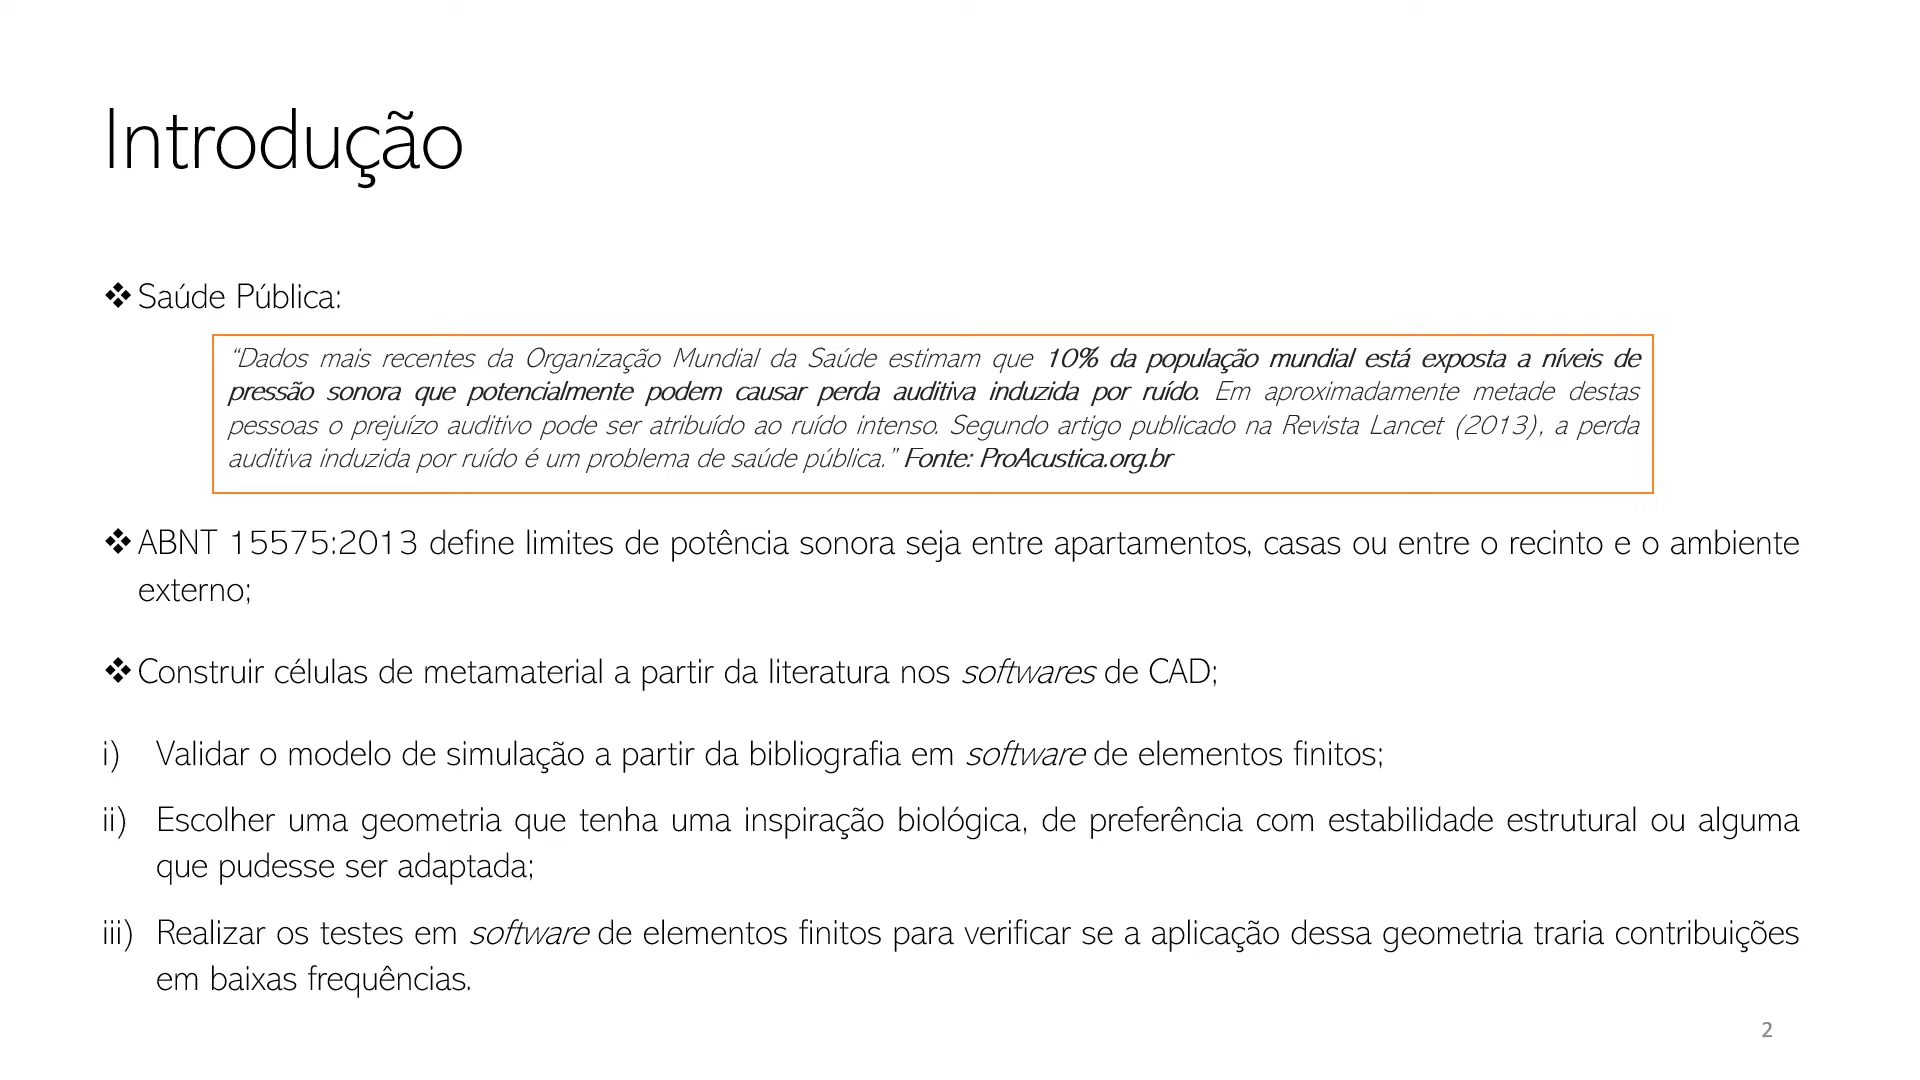 Introdução
❖ Saúde Pública:
“Dados mais recentes da Organização Mundial da Saúde estimam que 10% da população mundial está exposta a níveis de
pressão sonora que potencialmente podem causar perda auditiva induzida por ruído. Em aproximadamente metade destas
pessoas o prejuízo auditivo pode ser atribuído ao ruído intenso. Segundo artigo publicado na Revista Lancet (2013), a perda
auditiva induzida por ruído é um problema de saúde pública.” Fonte: ProAcustica.org.br
❖ ABNT 15575:2013 define limites de potência sonora seja entre apartamentos, casas ou entre o recinto e o ambiente
externo;
❖ Construir células de metamaterial a partir da literatura nos softwares de CAD;
i) Validar o modelo de simulação a partir da bibliografia em software de elementos finitos;
ii) Escolher uma geometria que tenha uma inspiração biológica, de preferência com estabilidade estrutural ou alguma
que pudesse ser adaptada;
iii) Realizar os testes em software de elementos finitos para verificar se a aplicação dessa geometria traria contribuições
em baixas frequências.
2